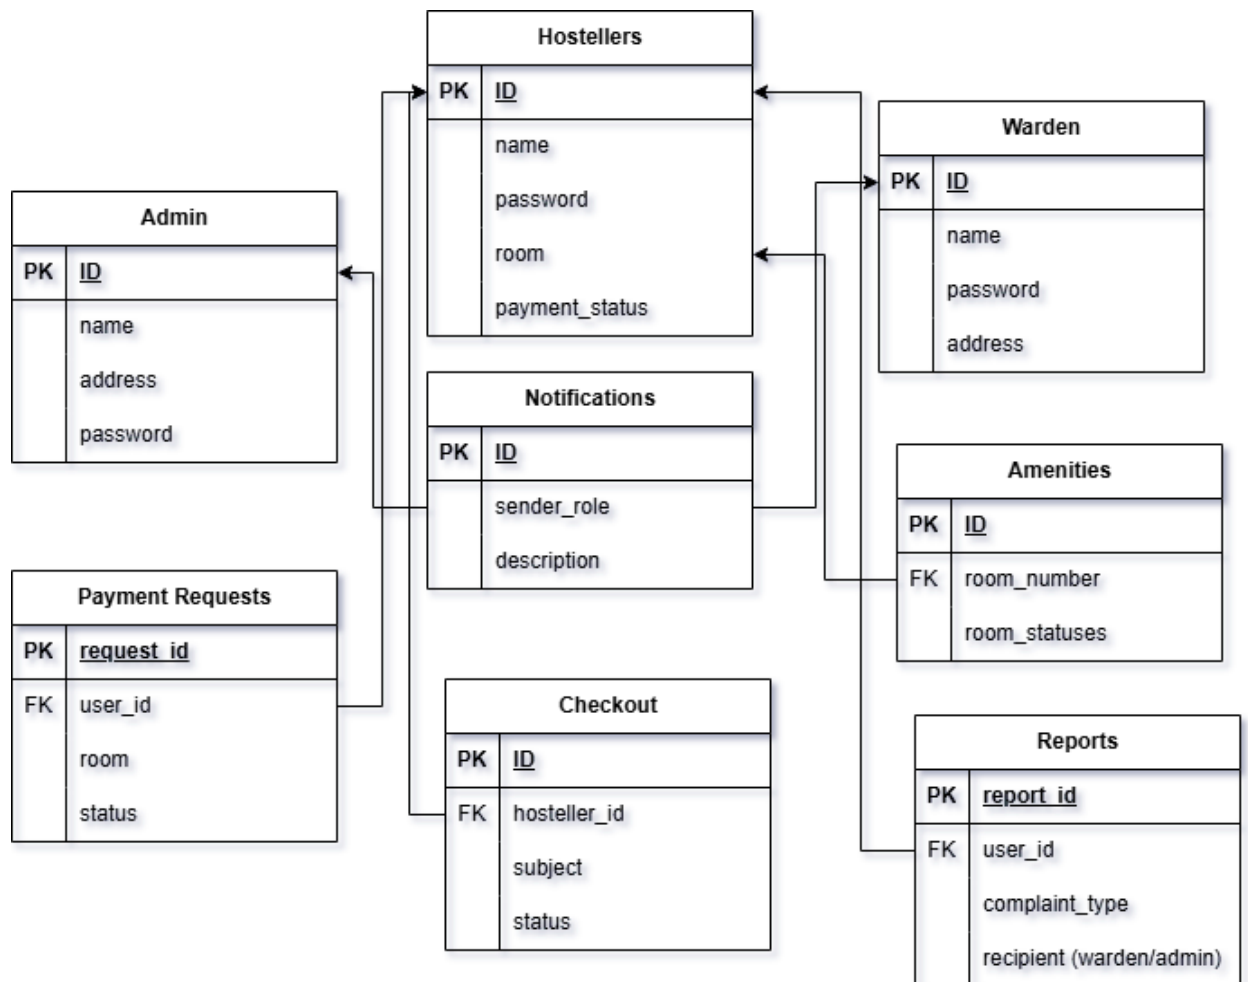 Hostellers
PK ID
name
password
room
payment_status
Warden
PK ID
name
password
address
Admin
PK ID
name
address
password
Notifications
PK ID
sender_role
description
Amenities
PK ID
FK room_number
room_statuses
Payment Requests
PK request_id
FK user_id
room
status
Checkout
PK ID
FK hosteller_id
subject
status
Reports
PK report_id
FK user_id
complaint_type
recipient (warden/admin)